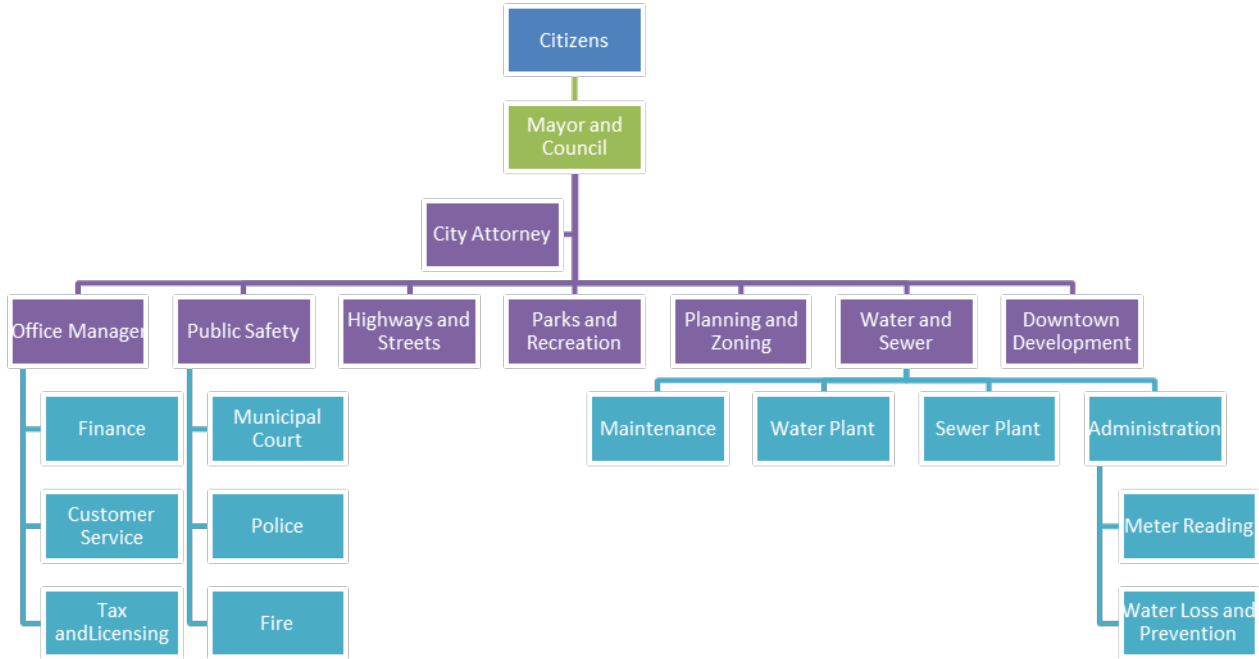 Citizens
Mayor and
Council
City Attorney
Office Manager
Public Safety
Highways and
Streets
Parks and
Recreation
Planning and
Zoning
Water and
Sewer
Downtown
Development
Finance
Customer
Service
Tax
andLicensing
Municipal
Court
Police
Fire
Maintenance
Water Plant
Sewer Plant
Administration
Meter Reading
Water Loss and
Prevention